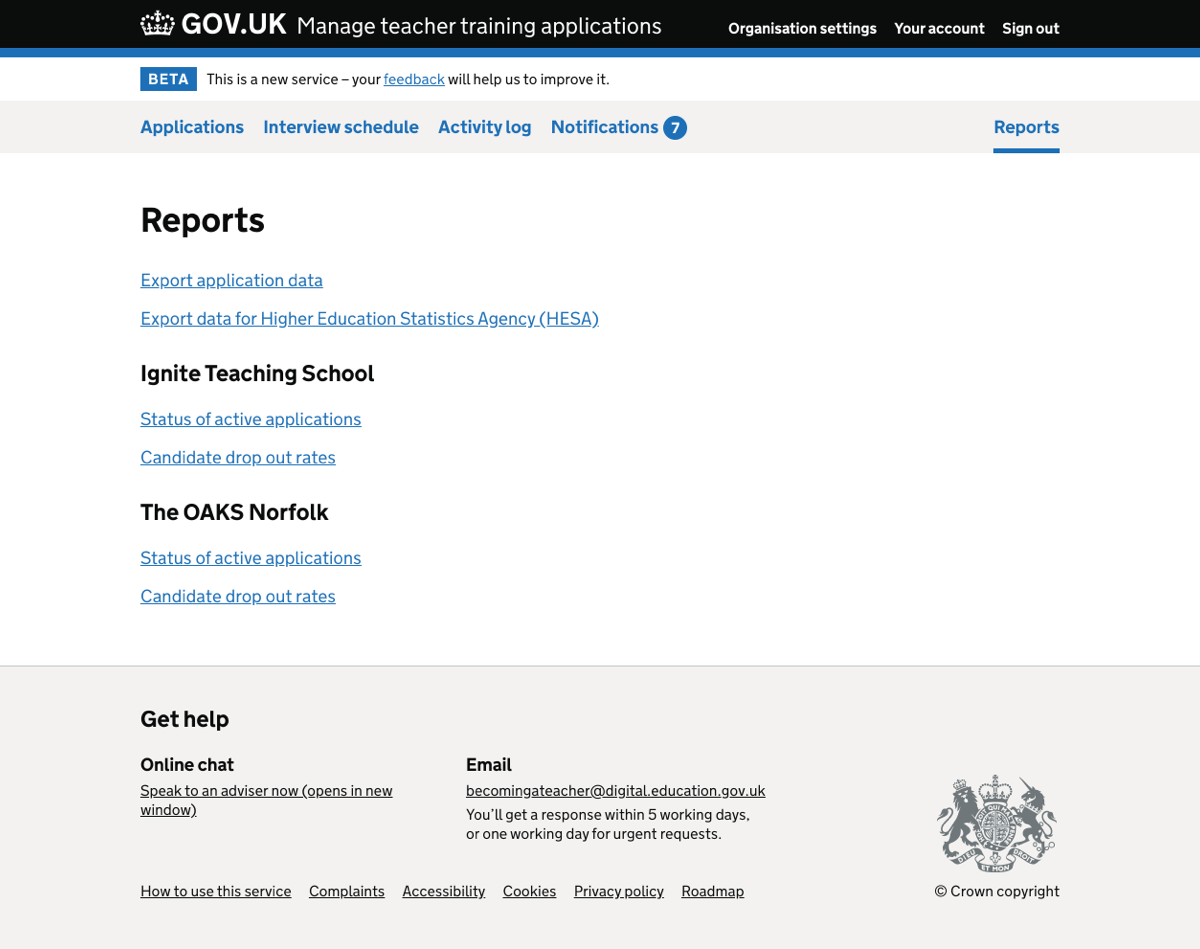 GOV.UK Manage teacher training applications Organisation settings Your account Sign out
BETA This is a new service – your feedback will help us to improve it.
Applications Interview schedule Activity log Notifications 7 Reports
Reports
Export application data
Export data for Higher Education Statistics Agency (HESA)
Ignite Teaching School
Status of active applications
Candidate drop out rates
The OAKS Norfolk
Status of active applications
Candidate drop out rates
Get help
Online chat
Speak to an adviser now (opens in new
window)
Email
becomingateacher@digital.education.gov.uk
You’ll get a response within 5 working days,
or one working day for urgent requests.
DIEU ET MON DROIT
How to use this service Complaints Accessibility Cookies Privacy policy Roadmap
© Crown copyright